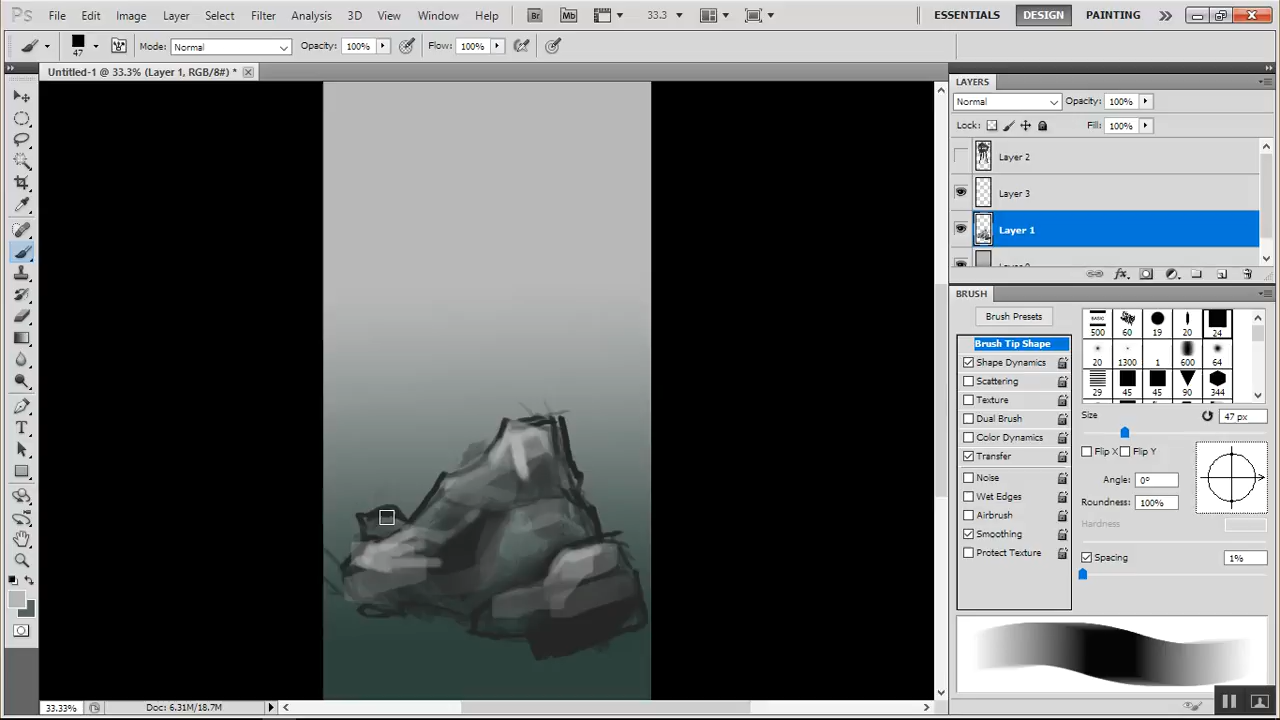 Ps File Edit Image Layer Select Filter Analysis 3D View Window Help Br Mb 33.3 ESSENTIALS DESIGN PAINTING
47 Mode: Normal Opacity: 100% Flow: 100%
Untitled-1 @ 33.3% (Layer 1, RGB/8#) *
LAYERS
Normal Opacity: 100%
Lock: Fill: 100%
Layer 2
Layer 3
Layer 1
BRUSH
Brush Presets
Brush Tip Shape
Shape Dynamics
Scattering
Texture
Dual Brush
Color Dynamics
Transfer
Noise
Wet Edges
Airbrush
Smoothing
Protect Texture
BASIC
500 60 19 20 24
20 1300 1 600 64
29 45 45 90 344
Size 47 px
Flip X Flip Y
Angle: 0º
Roundness: 100%
Hardness
Spacing 1%
33.33% Doc: 6.31M/18.7M